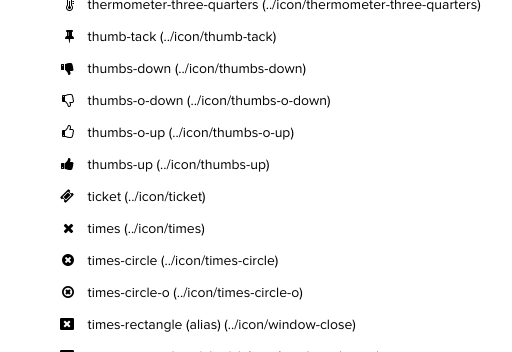 thermometer-three-quarters (../icon/thermometer-three-quarters)
thumb-tack (../icon/thumb-tack)
thumbs-down (../icon/thumbs-down)
thumbs-o-down (../icon/thumbs-o-down)
thumbs-o-up (../icon/thumbs-o-up)
thumbs-up (../icon/thumbs-up)
ticket (../icon/ticket)
times (../icon/times)
times-circle (../icon/times-circle)
times-circle-o (../icon/times-circle-o)
times-rectangle (alias) (../icon/window-close)